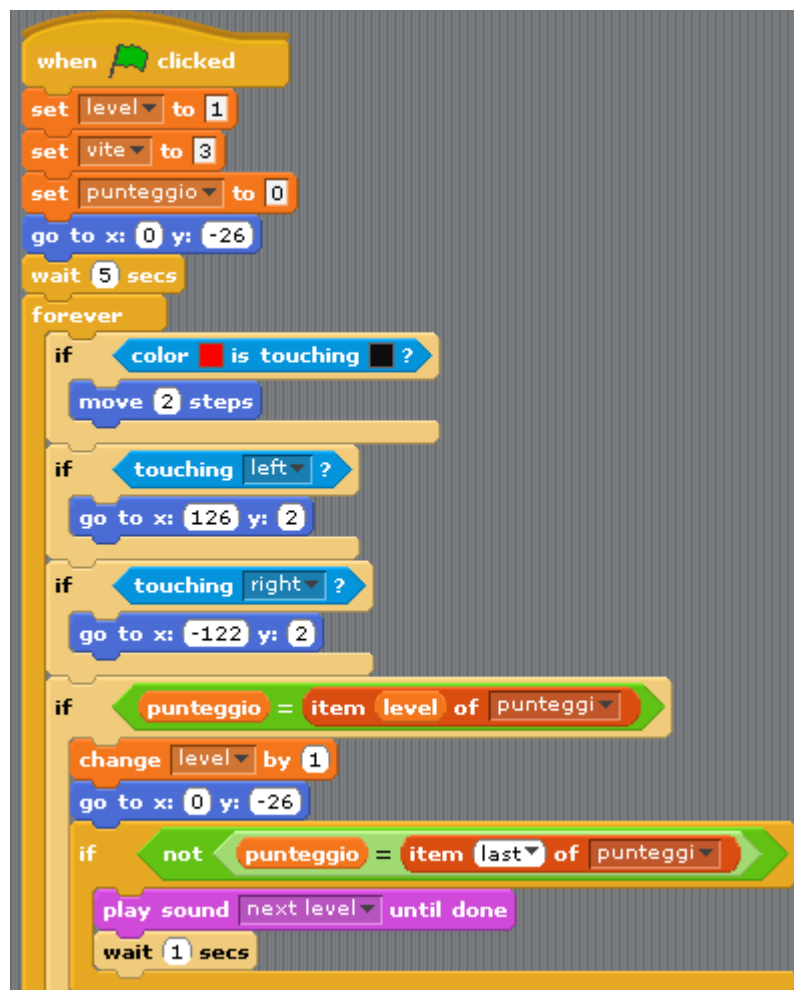 when clicked
set level to 1
set vite to 3
set punteggio to 0
go to x: 0 y: -26
wait 5 secs
forever
if color is touching ?
move 2 steps
if touching left ?
go to x: 126 y: 2
if touching right ?
go to x: -122 y: 2
if punteggio = item level of punteggi
change level by 1
go to x: 0 y: -26
if not punteggio = item last of punteggi
play sound next level until done
wait 1 secs